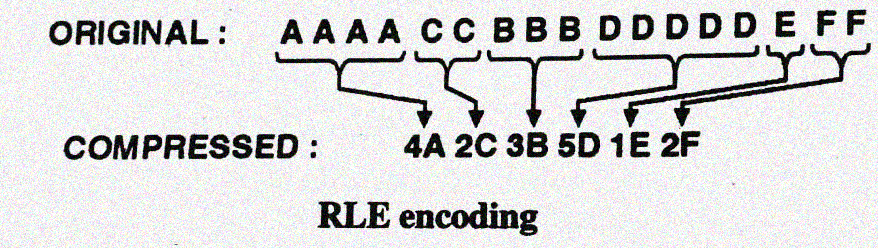 ORIGINAL : A A A A C C B B B D D D D D E F F
COMPRESSED : 4A 2C 3B 5D 1E 2F
RLE encoding